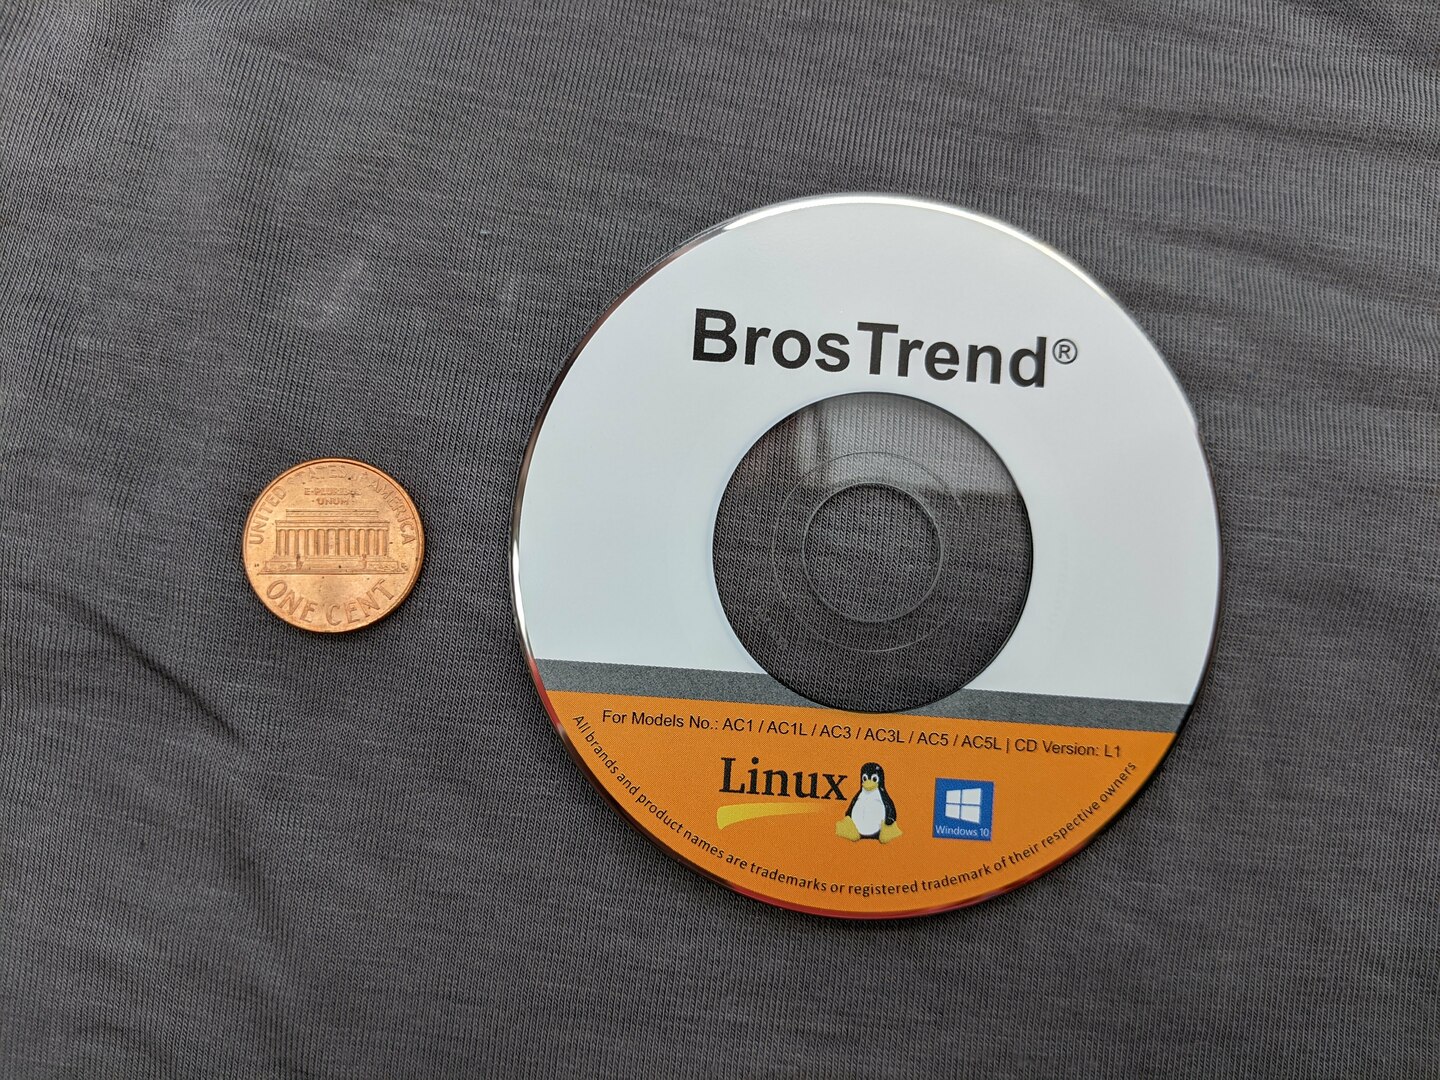 UNITED STATES OF AMERICA
E·PLURIBUS
·UNUM·
ONE CENT
BrosTrend®
For Models No.: AC1 / AC1L / AC3 / AC3L / AC5 / AC5L | CD Version: L1
Linux
Windows 10
All brands and product names are trademarks or registered trademark of their respective owners